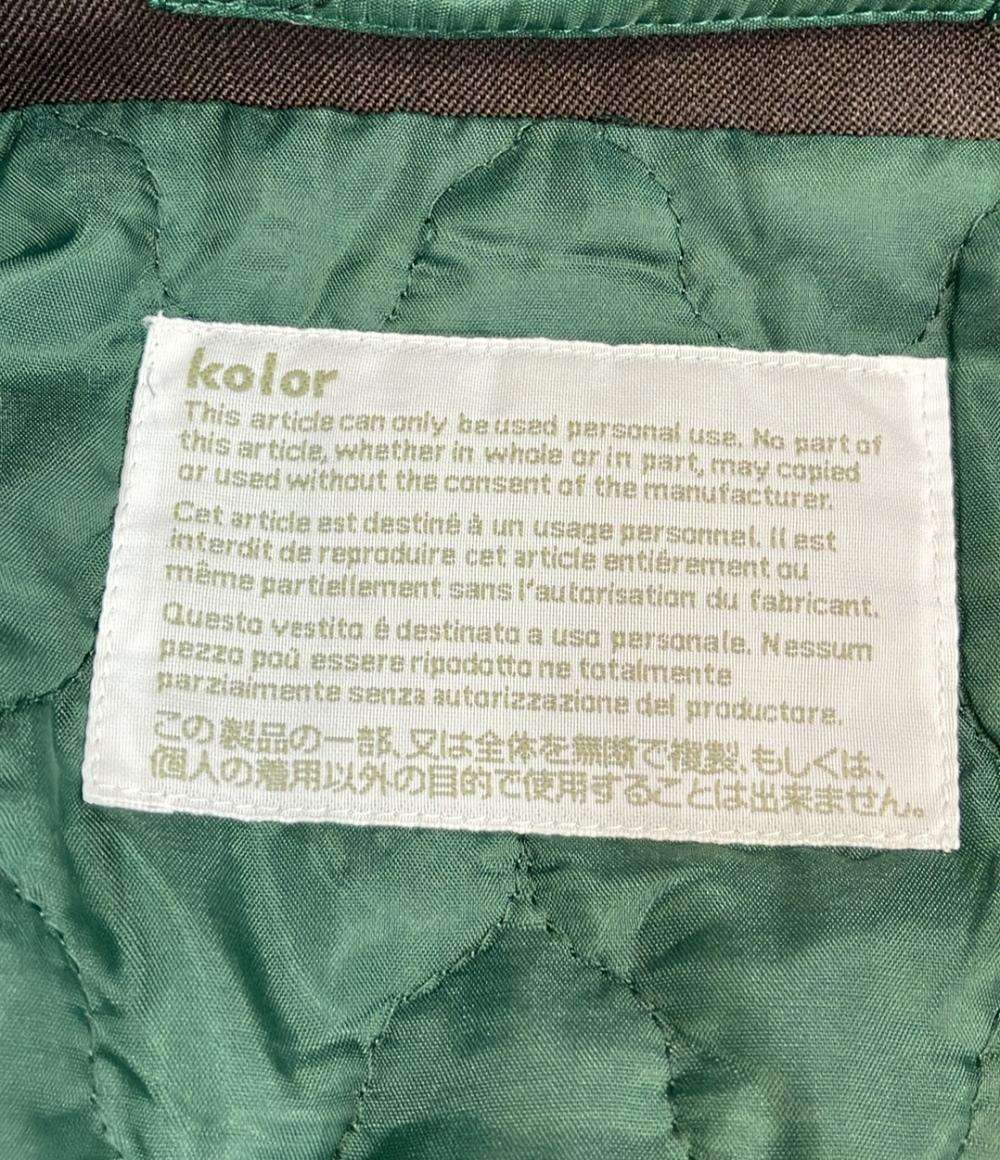 kolor
This article can only be used personal use. No part of
this article, whether in whole or in part, may copied
or used without the consent of the manufacturer.
Cet article est destiné à un usage personnel. Il est
interdit de reproduire cet article entiérement ou
même partiellement sans l'autorisation du fabricant.
Questo vestito é destinato a uso personale. Nessum
pezzo poû essere ripodotto ne totalmente
parziaimente senza autorizzazione del productore.
この製品の一部、又は全体を無断で複製、もしくは、
個人の着用以外の目的で使用することは出来ません。